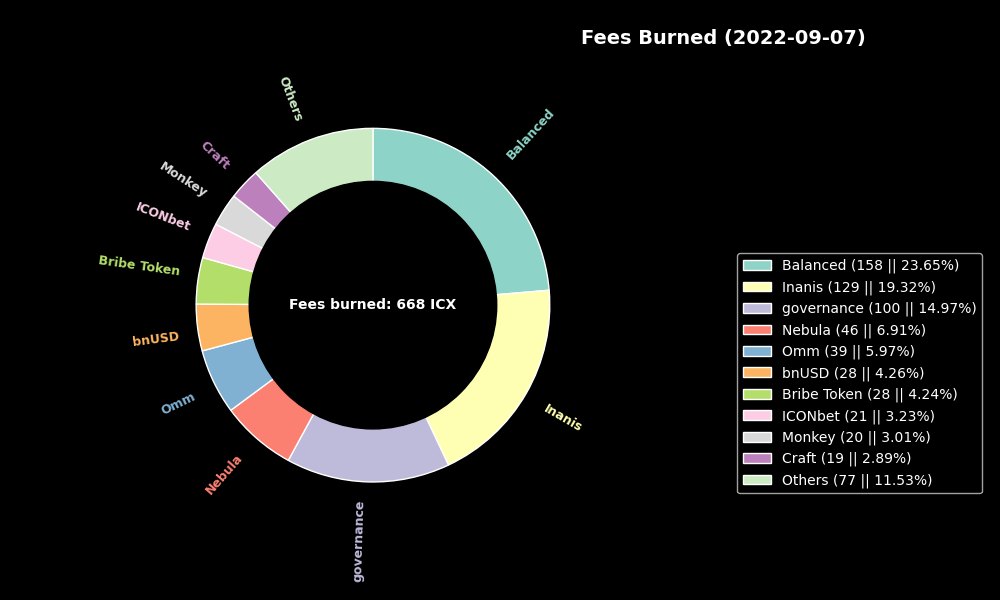 Fees Burned (2022-09-07)
Others
Balanced
Craft
Monkey
ICONbet
Bribe Token
bnUSD
Omm
Nebula
governance
Inanis
Fees burned: 668 ICX
Balanced (158 || 23.65%)
Inanis (129 || 19.32%)
governance (100 || 14.97%)
Nebula (46 || 6.91%)
Omm (39 || 5.97%)
bnUSD (28 || 4.26%)
Bribe Token (28 || 4.24%)
ICONbet (21 || 3.23%)
Monkey (20 || 3.01%)
Craft (19 || 2.89%)
Others (77 || 11.53%)